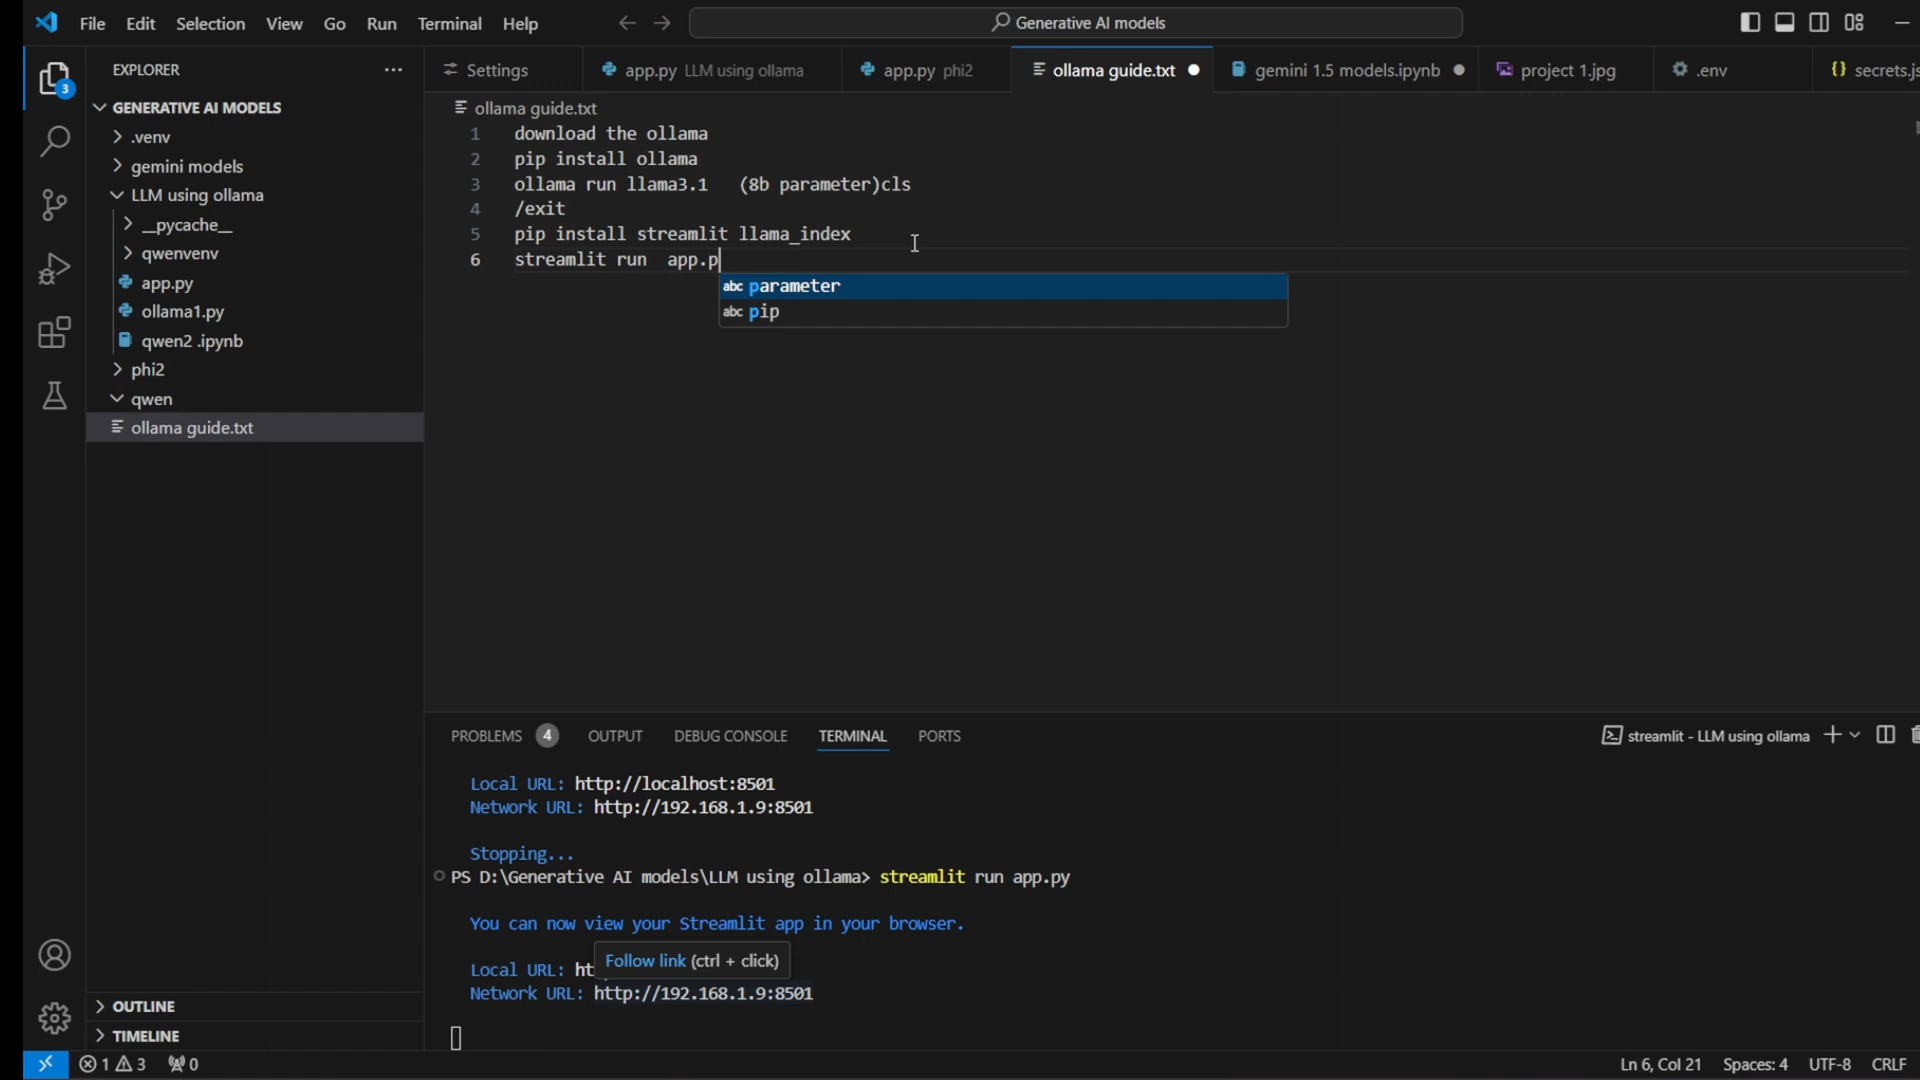 File Edit Selection View Go Run Terminal Help
Generative AI models
EXPLORER
3
GENERATIVE AI MODELS
.venv
gemini models
LLM using ollama
__pycache__
qwenvenv
app.py
ollama1.py
qwen2 .ipynb
phi2
qwen
ollama guide.txt
OUTLINE
TIMELINE
Settings
app.py LLM using ollama
app.py phi2
ollama guide.txt
gemini 1.5 models.ipynb
project 1.jpg
.env
{} secrets.js
ollama guide.txt
1 download the ollama
2 pip install ollama
3 ollama run llama3.1   (8b parameter)cls
4 /exit
5 pip install streamlit llama_index
6 streamlit run  app.p
abc parameter
abc pip
PROBLEMS 4 OUTPUT DEBUG CONSOLE TERMINAL PORTS
streamlit - LLM using ollama
Local URL: http://localhost:8501
Network URL: http://192.168.1.9:8501
Stopping...
PS D:\Generative AI models\LLM using ollama> streamlit run app.py
You can now view your Streamlit app in your browser.
Follow link (ctrl + click)
Local URL: ht
Network URL: http://192.168.1.9:8501
1 3 0
Ln 6, Col 21 Spaces: 4 UTF-8 CRLF